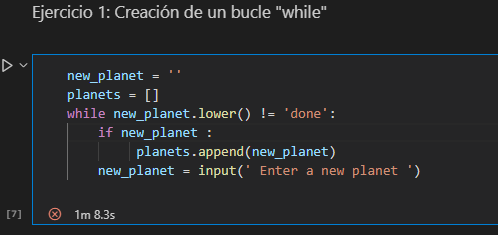 Ejercicio 1: Creación de un bucle "while"
new_planet = ''
planets = []
while new_planet.lower() != 'done':
    if new_planet :
        planets.append(new_planet)
    new_planet = input(' Enter a new planet ')
[7]
1m 8.3s